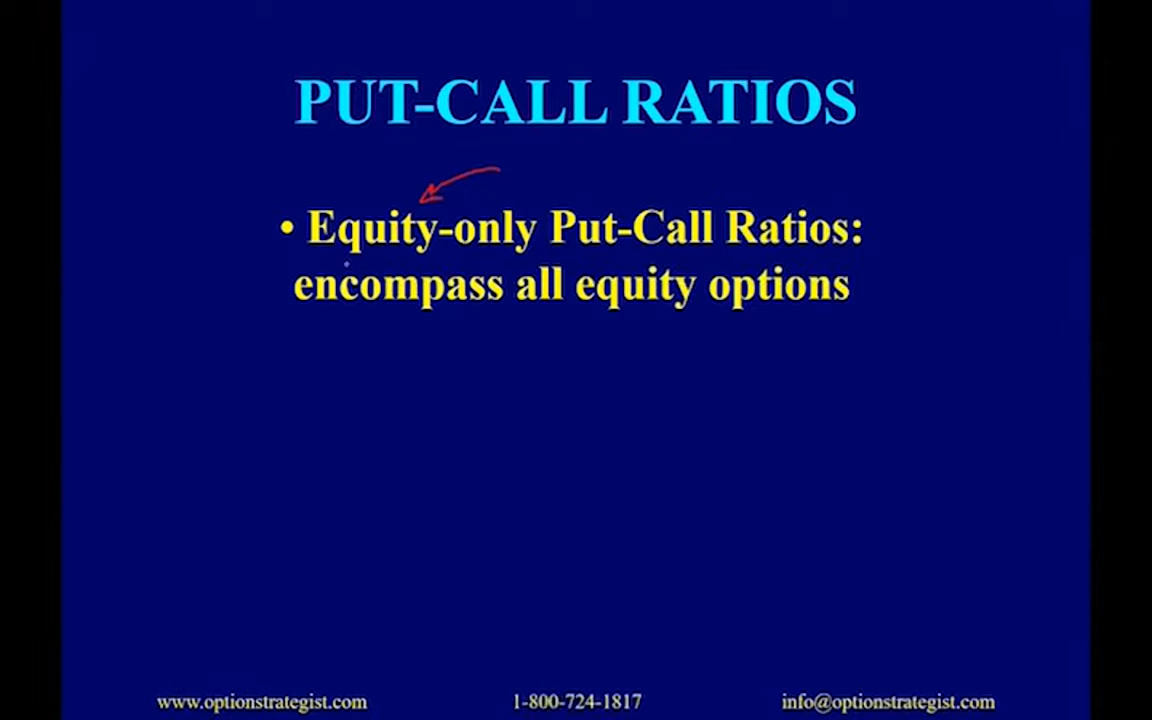 PUT-CALL RATIOS
• Equity-only Put-Call Ratios:
encompass all equity options
www.optionstrategist.com 1-800-724-1817 info@optionstrategist.com